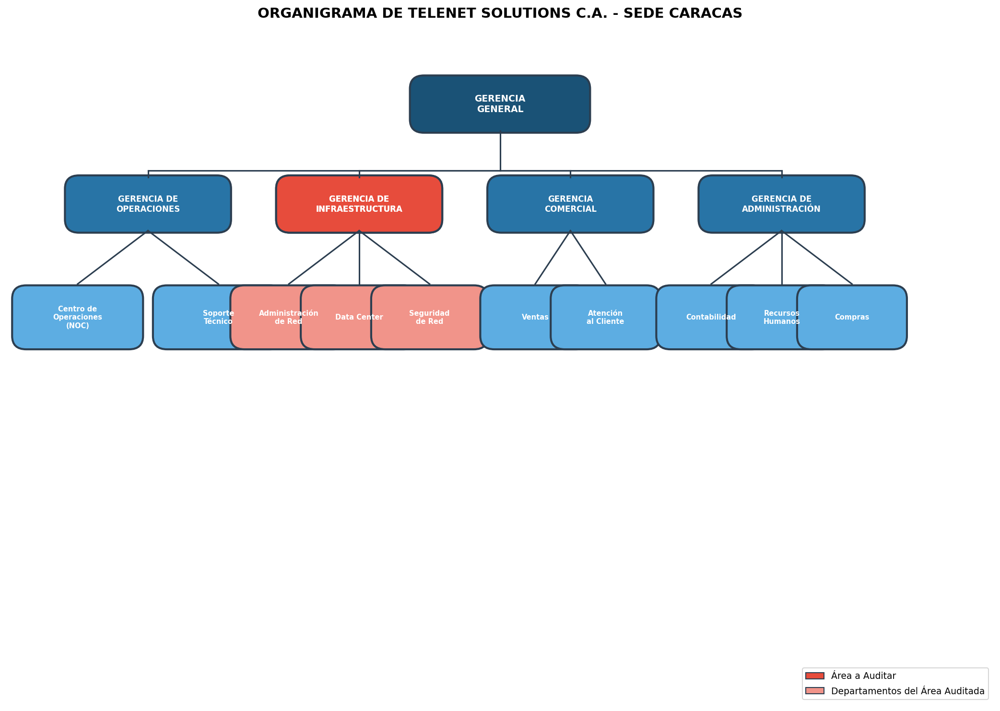 ORGANIGRAMA DE TELENET SOLUTIONS C.A. - SEDE CARACAS
GERENCIA
GENERAL
GERENCIA DE
OPERACIONES
GERENCIA DE
INFRAESTRUCTURA
GERENCIA
COMERCIAL
GERENCIA DE
ADMINISTRACIÓN
Centro de
Operaciones
(NOC)
Soporte
Técnico
Administración
de Red
Data Center
Seguridad
de Red
Ventas
Atención
al Cliente
Contabilidad
Recursos
Humanos
Compras
Área a Auditar
Departamentos del Área Auditada